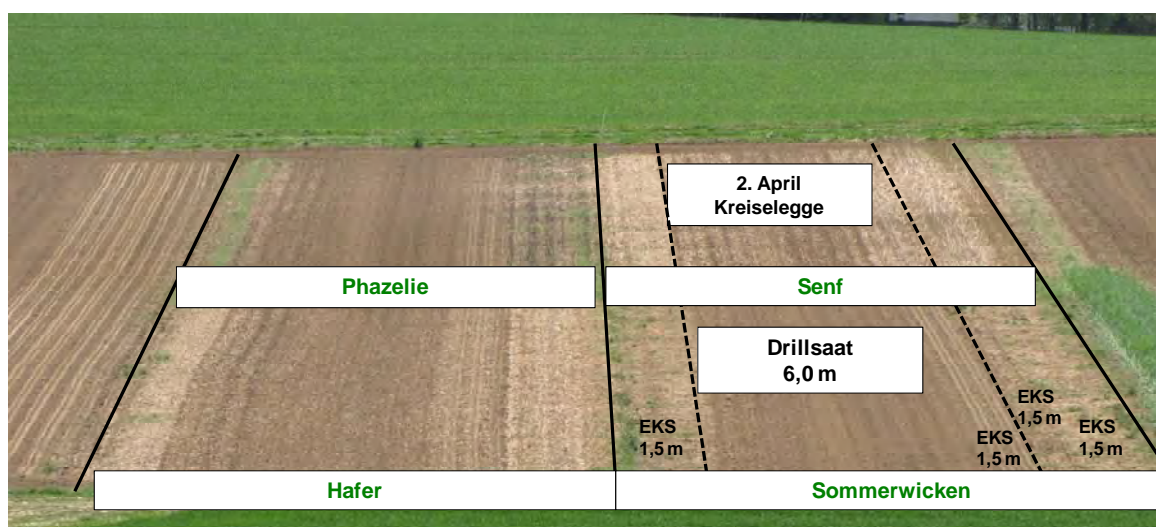 2. April
Kreiselegge
Phazelie
Senf
Drillsaat
6,0 m
EKS
1,5 m
EKS
1,5 m
EKS
1,5 m
EKS
1,5 m
Hafer
Sommerwicken